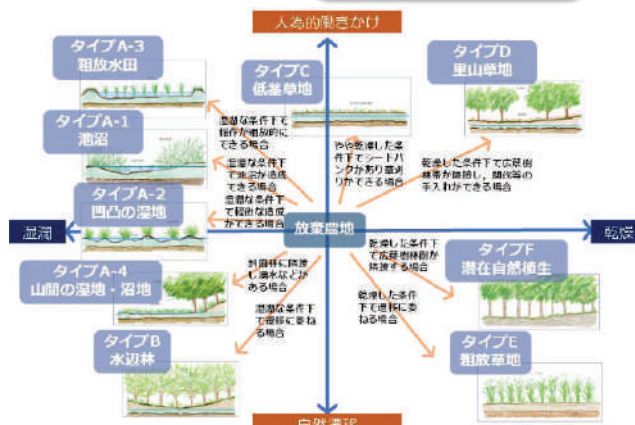 人為的働きかけ
タイプA-3
粗放水田
タイプC
低茎草地
タイプD
里山草地
湿潤な条件下で
稲作が粗放的に
できる場合
タイプA-1
池沼
湿潤な条件下
で池沼が造成
できる場合
やや乾燥した条
件下でシードバ
ンクがあり草刈
りができる場合
乾燥した条件下で広葉樹
林帯が隣接し、間伐等の
手入れができる場合
タイプA-2
凹凸の湿地
湿潤な条件下
で軽微な造成
ができる場合
湿潤
放棄農地
乾燥
タイプA-4
山間の湿地・沼地
斜面林に隣接
し湧水などが
ある場合
乾燥した条件
下で広葉樹林樹が
隣接する場合
タイプF
潜在自然植生
タイプB
水辺林
湿潤な条件下
で遷移に委ね
る場合
乾燥した条件
下で遷移に委
ねる場合
タイプE
粗放草地
自然遷移